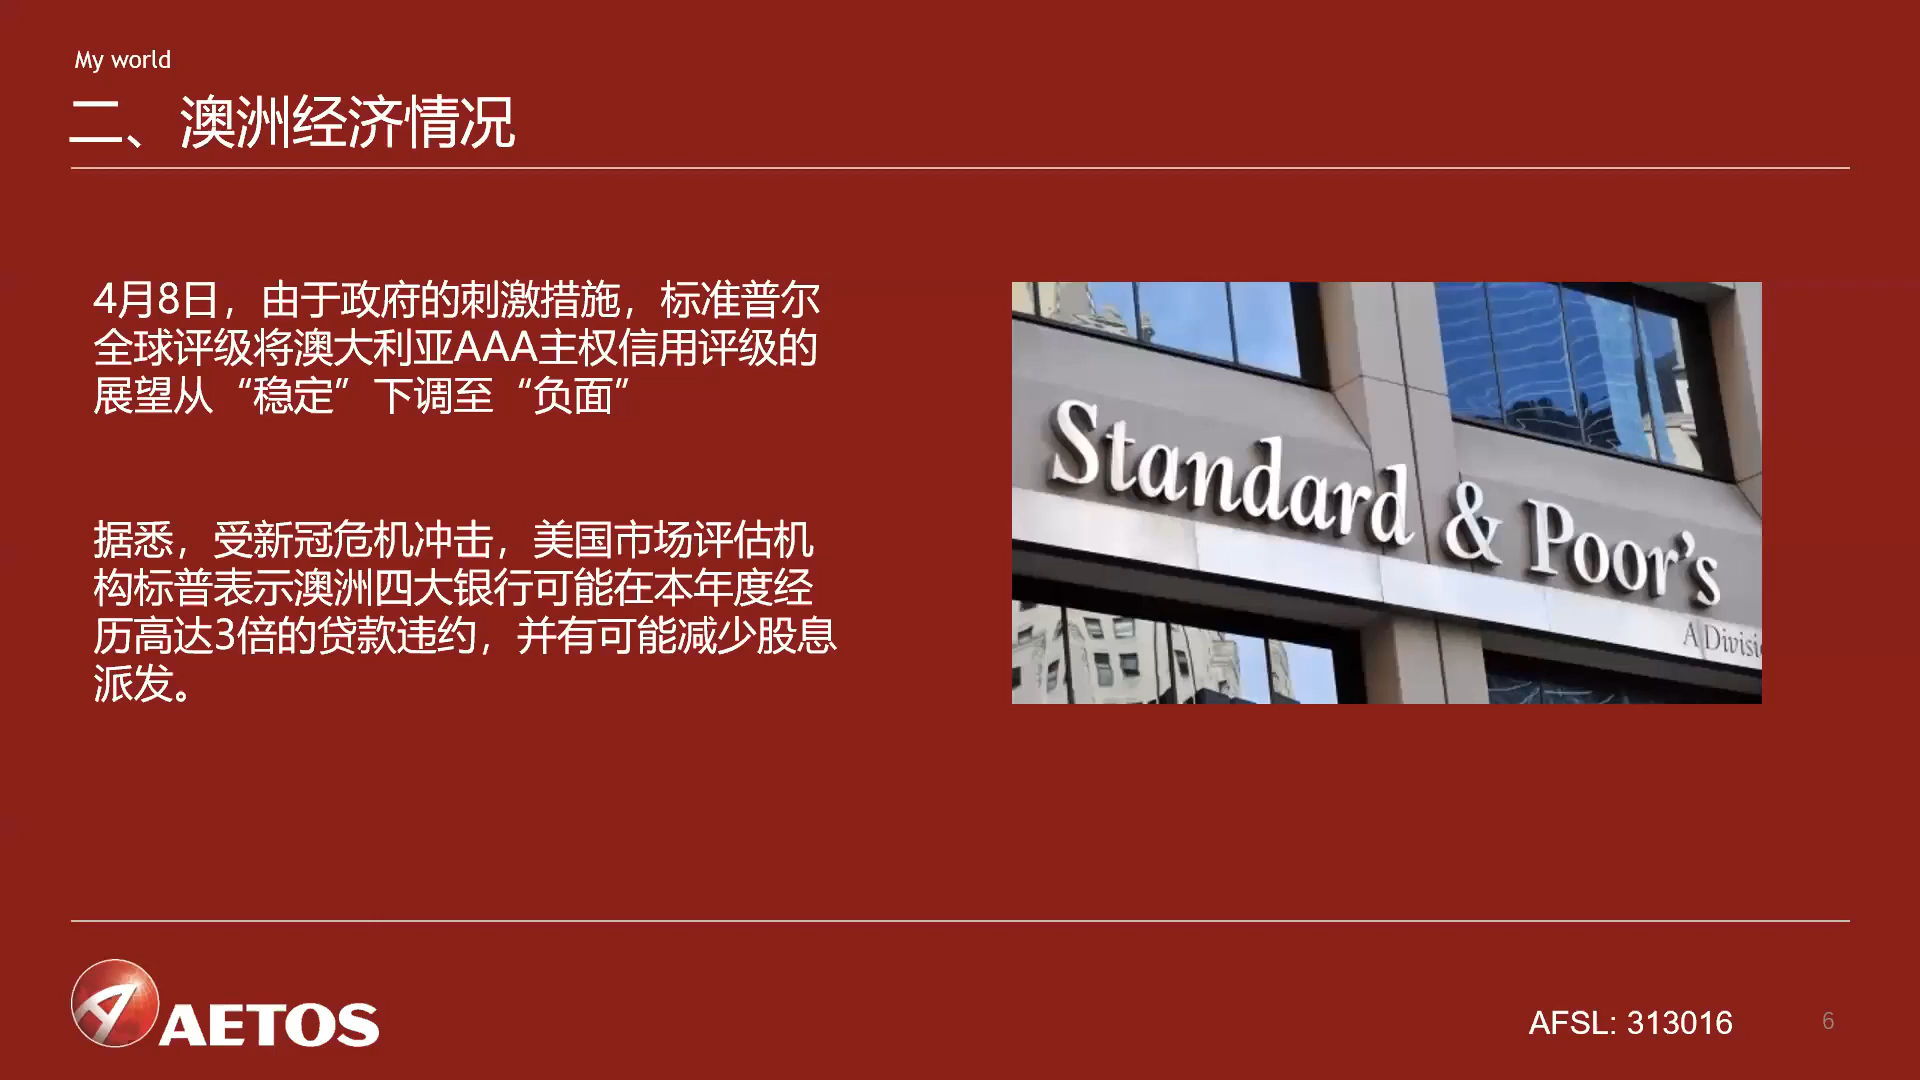 My world
二、澳洲经济情况
4月8日，由于政府的刺激措施，标准普尔
全球评级将澳大利亚AAA主权信用评级的
展望从“稳定”下调至“负面”
据悉，受新冠危机冲击，美国市场评估机
构标普表示澳洲四大银行可能在本年度经
历高达3倍的贷款违约，并有可能减少股息
派发。
Standard & Poor's
A Divisi
AETOS
AFSL: 313016
6